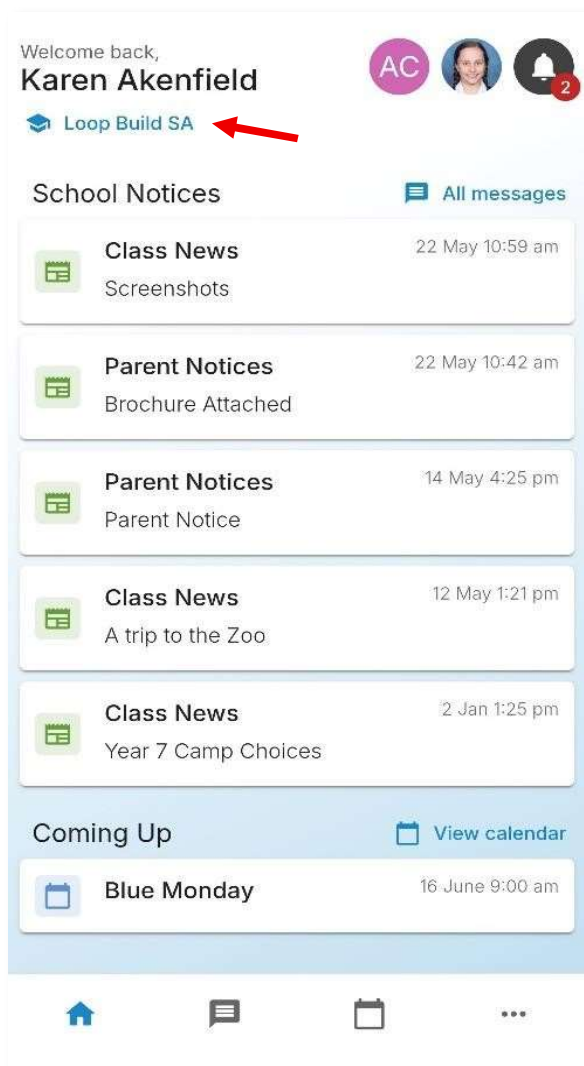 Welcome back,
Karen Akenfield
AC
2
Loop Build SA
School Notices
All messages
Class News
22 May 10:59 am
Screenshots
Parent Notices
22 May 10:42 am
Brochure Attached
Parent Notices
14 May 4:25 pm
Parent Notice
Class News
12 May 1:21 pm
A trip to the Zoo
Class News
2 Jan 1:25 pm
Year 7 Camp Choices
Coming Up
View calendar
Blue Monday
16 June 9:00 am